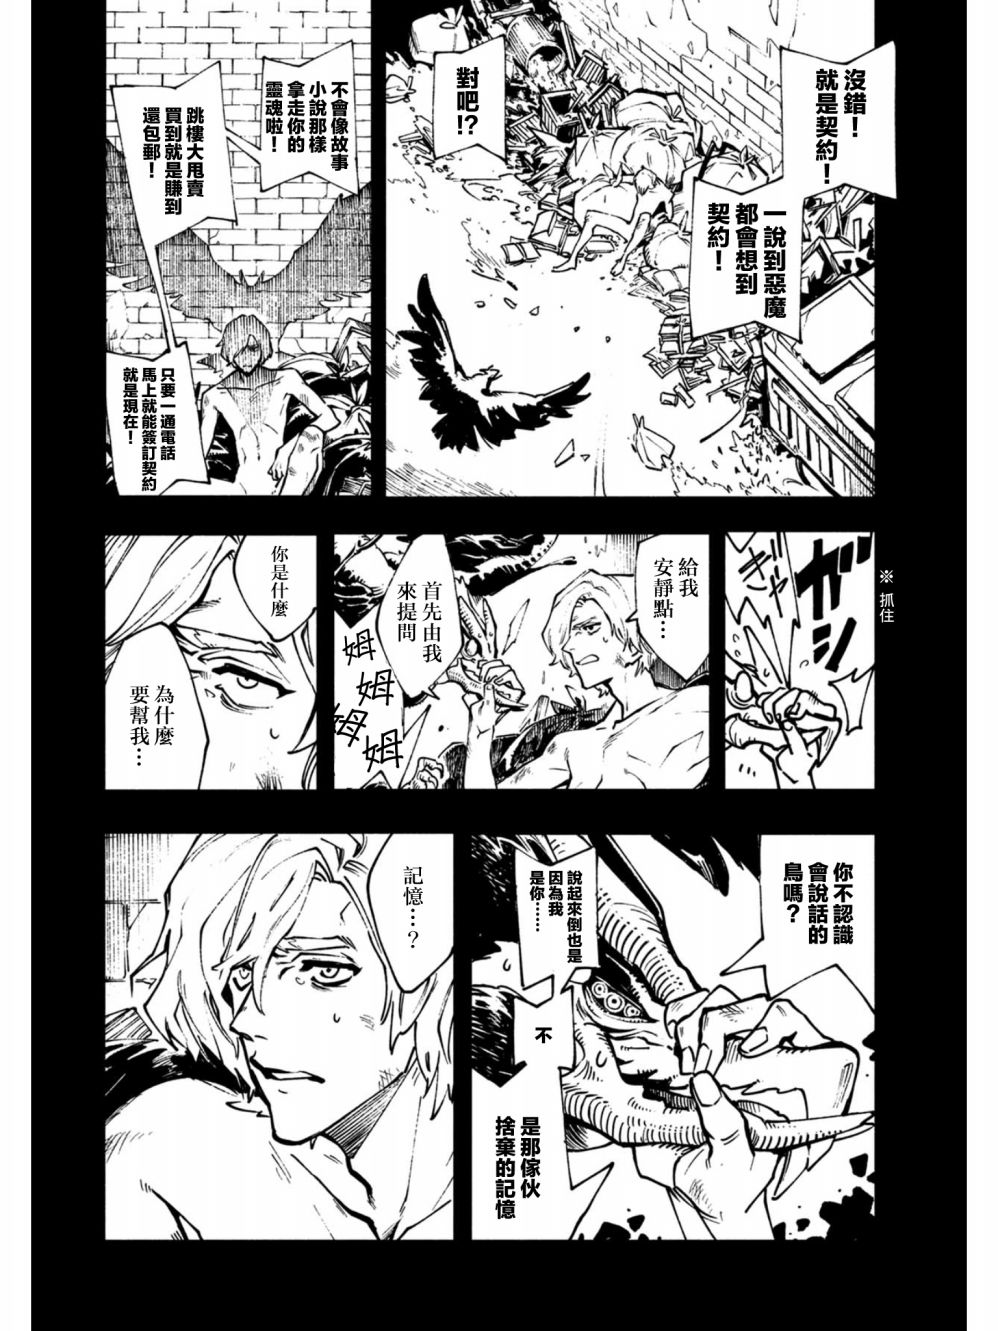 沒錯！
就是契約！
一說到惡魔
都會想到
契約！
對吧!?
不會像故事
小說那樣
拿走你的
靈魂啦！
跳樓大甩賣
買到就是賺到
還包郵！
只要一通電話
馬上就能簽訂契約
就是現在！
ガシッ
※抓住
給我
安靜點…
首先由我
來提問
姆
姆
姆
姆
你是什麼
為什麼
要幫我…
你不認識
會說話的
鳥嗎？
說起來倒也是
因為我
是你……
不
是那傢伙
捨棄的記憶
記憶…？